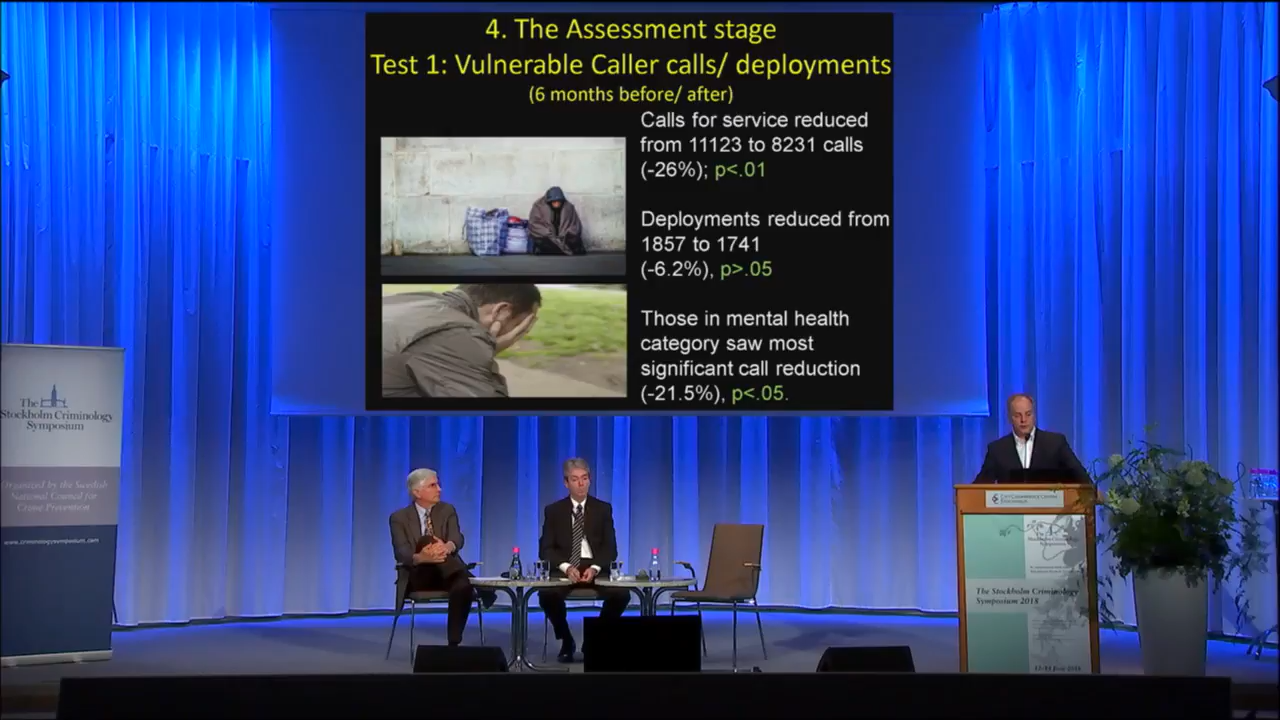 4. The Assessment stage
Test 1: Vulnerable Caller calls/ deployments
(6 months before/ after)
Calls for service reduced
from 11123 to 8231 calls
(-26%); p<.01
Deployments reduced from
1857 to 1741
(-6.2%), p>.05
Those in mental health
category saw most
significant call reduction
(-21.5%), p<.05.
The
Stockholm Criminology
Symposium
Organized by the Swedish
National Council for
Crime Prevention
www.criminologysymposium.com
The Stockholm Criminology
Symposium 2018